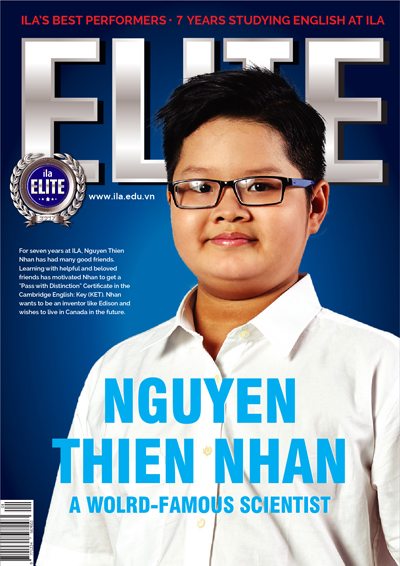 ILA'S BEST PERFORMERS • 7 YEARS STUDYING ENGLISH AT ILA
ELITE
ila
ELITE
www.ila.edu.vn
For seven years at ILA, Nguyen Thien
Nhan has had many good friends.
Learning with helpful and beloved
friends has motivated Nhan to get a
"Pass with Distinction" Certificate in the
Cambridge English: Key (KET). Nhan
wants to be an inventor like Edison and
wishes to live in Canada in the future.
NGUYEN
THIEN NHAN
A WOLRD-FAMOUS SCIENTIST